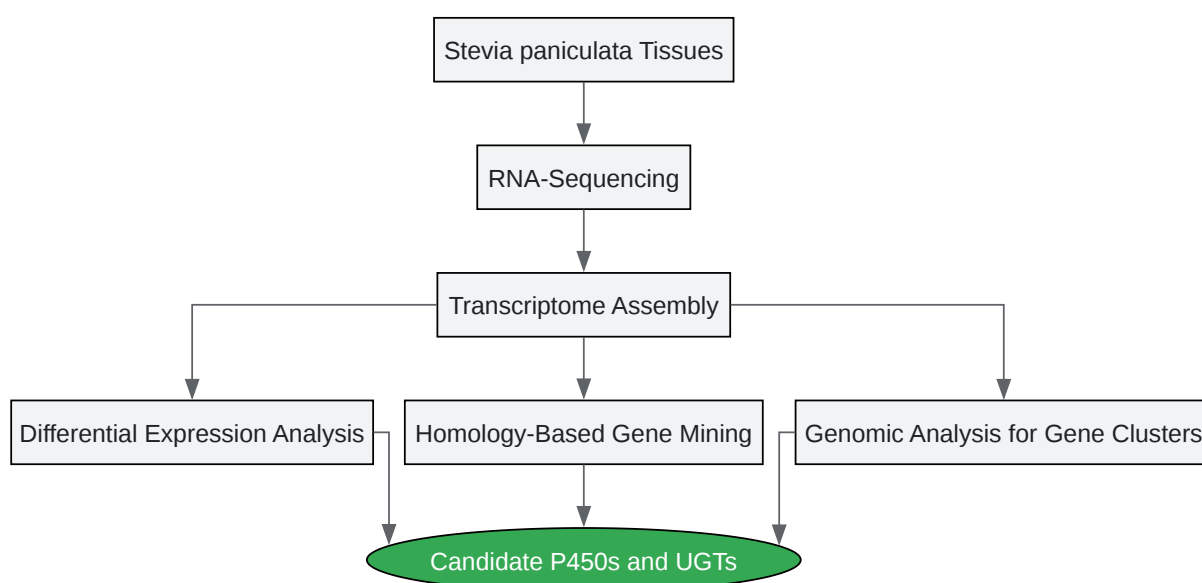 Stevia paniculata Tissues
RNA-Sequencing
Transcriptome Assembly
Differential Expression Analysis
Homology-Based Gene Mining
Genomic Analysis for Gene Clusters
Candidate P450s and UGTs